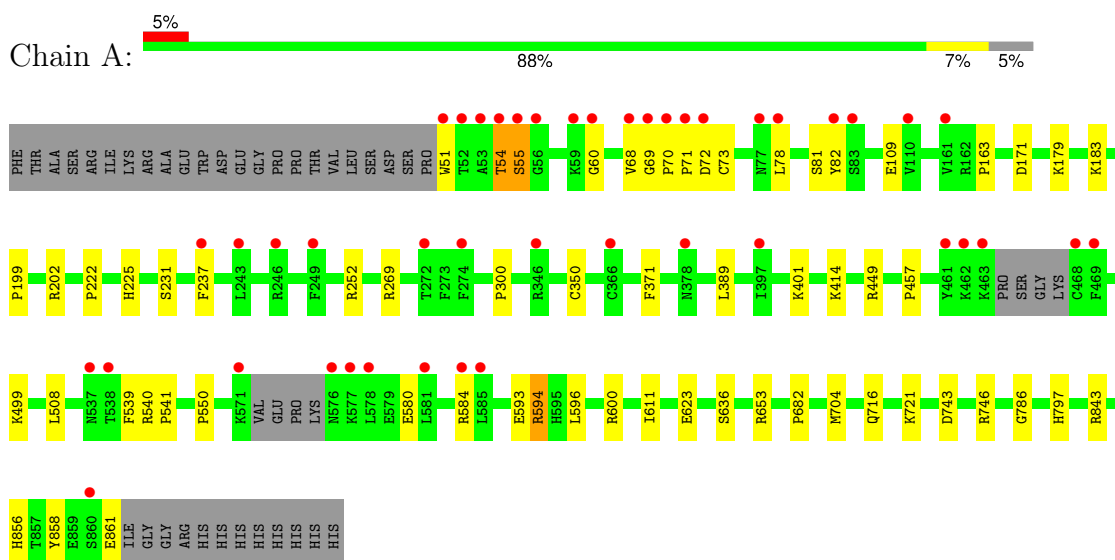 5%
Chain A:
88% 7% 5%
PHE THR ALA SER ARG ILE LYS ARG ALA GLU TRP ASP GLU GLY PRO PRO THR VAL LEU SER ASP SER PRO W51 T52 A53 T54 S55 G56 K59 G60 V68 G69 P70 P71 D72 C73 N77 L78 S81 Y82 S83 E109 V110 V161 R162 P163 D171 K179 K183
P199 R202 P222 H225 S231 F237 L243 R246 F249 R252 R269 T272 F273 F274 P300 R346 C350 C366 F371 N378 L389 I397 K401 K414 R449 P457 Y461 K462 K463 PRO SER GLY LYS C468 F469
K499 L508 N537 T538 F539 R540 P541 P550 K571 VAL GLU PRO LYS N576 K577 L578 E579 E580 L581 R584 L585 E593 R594 H595 L596 R600 I611 E623 S636 R653 P682 M704 Q716 K721 D743 R746 G786 H797 R843
H856 T857 Y858 E859 S860 E861 ILE GLY GLY ARG HIS HIS HIS HIS HIS HIS HIS HIS